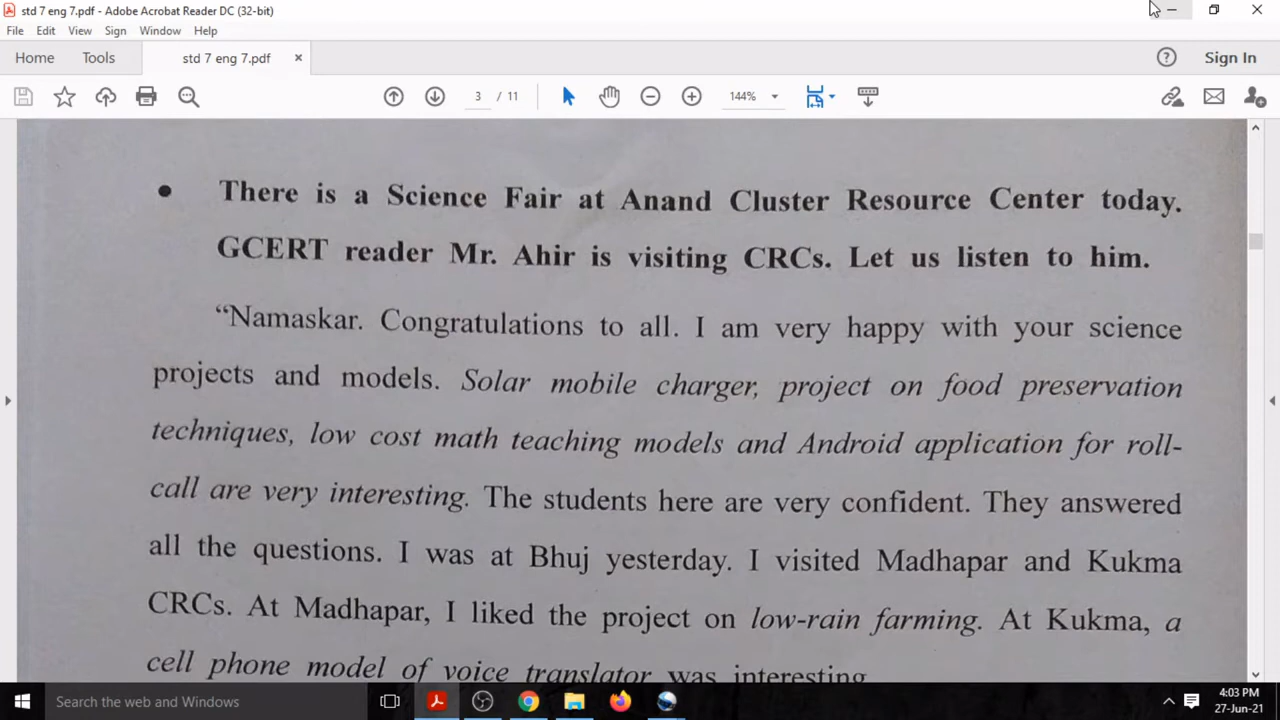 std 7 eng 7.pdf - Adobe Acrobat Reader DC (32-bit)
File Edit View Sign Window Help
Home Tools std 7 eng 7.pdf × Sign In
3 / 11 144%
• There is a Science Fair at Anand Cluster Resource Center today.
GCERT reader Mr. Ahir is visiting CRCs. Let us listen to him.
“Namaskar. Congratulations to all. I am very happy with your science
projects and models. Solar mobile charger, project on food preservation
techniques, low cost math teaching models and Android application for roll-
call are very interesting. The students here are very confident. They answered
all the questions. I was at Bhuj yesterday. I visited Madhapar and Kukma
CRCs. At Madhapar, I liked the project on low-rain farming. At Kukma, a
cell phone model of voice translator was interesting
Search the web and Windows
4:03 PM
27-Jun-21